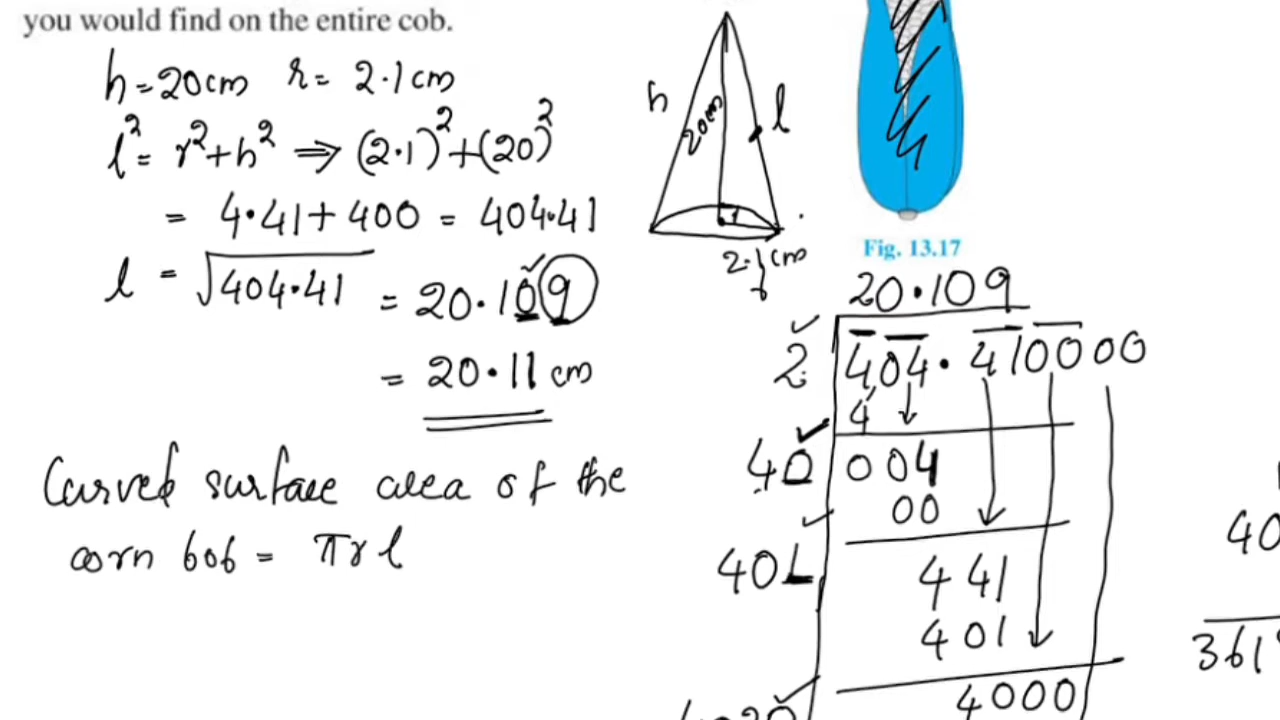 you would find on the entire cob.
h = 20cm r = 2.1cm
l² = r² + h² ⇒ (2.1)² + (20)²
= 4.41 + 400 = 404.41
l = √404.41 = 20.109
= 20.11 cm
Curved surface area of the
corn bob = πrl
h
20cm
l
2.1cm
r
Fig. 13.17
20.109
2 404.410000
4
40 004
00
401 441
401
4000
4020
40
361